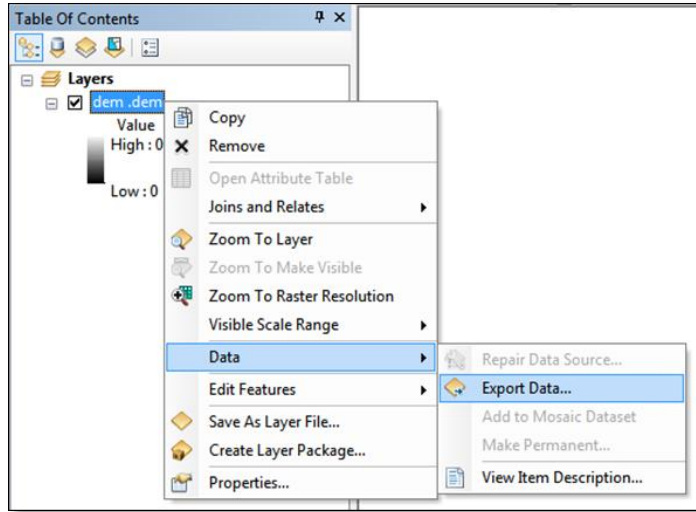 Table Of Contents
Layers
dem .dem
Value
High : 0
Low : 0
Copy
Remove
Open Attribute Table
Joins and Relates
Zoom To Layer
Zoom To Make Visible
Zoom To Raster Resolution
Visible Scale Range
Data
Edit Features
Save As Layer File...
Create Layer Package...
Properties...
Repair Data Source...
Export Data...
Add to Mosaic Dataset
Make Permanent...
View Item Description...